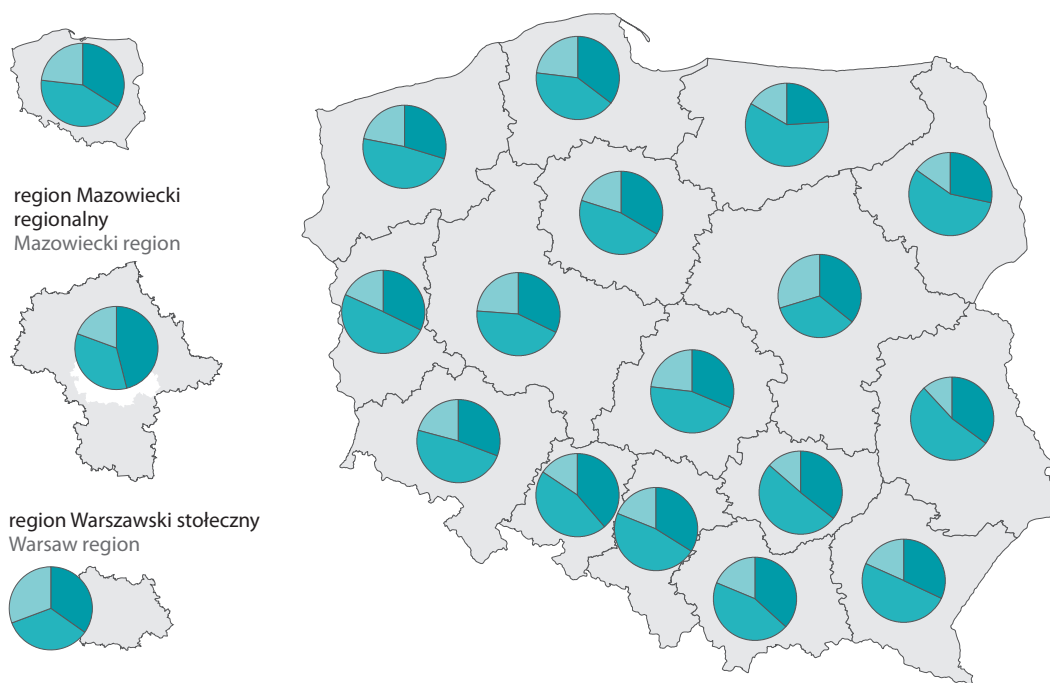 region Mazowiecki
regionalny
Mazowiecki region
region Warszawski stołeczny
Warsaw region